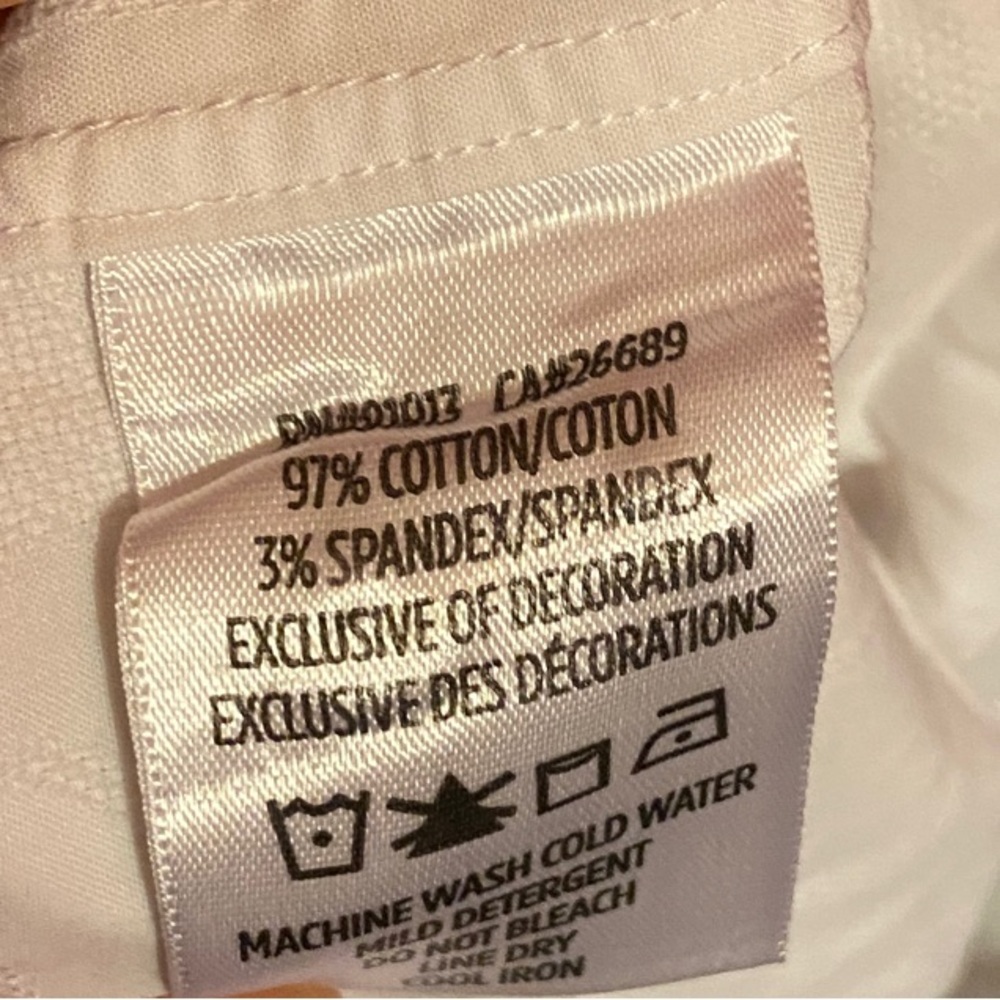 CA#26689
97% COTTON/COTON
3% SPANDEX/SPANDEX
EXCLUSIVE OF DECORATION
EXCLUSIVE DES DÉCORATIONS
MACHINE WASH COLD WATER
MILD DETERGENT
DO NOT BLEACH
LINE DRY
COOL IRON